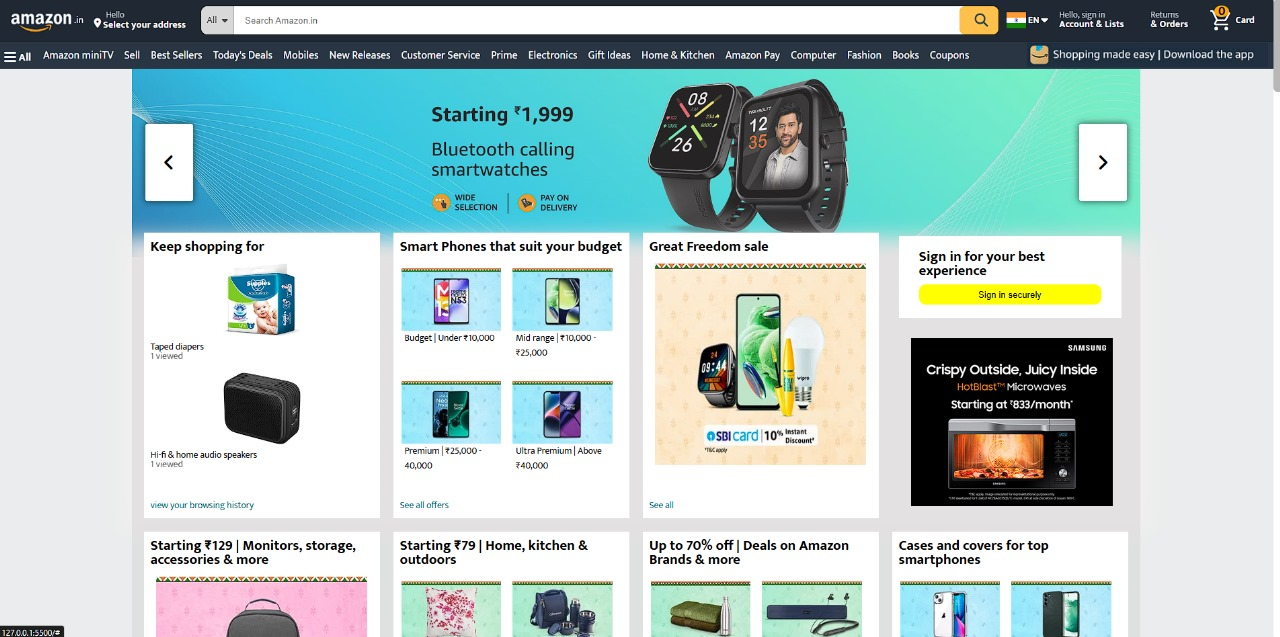 amazon.in
Hello
Select your address
All
Search Amazon.in
EN
Hello, sign in
Account & Lists
Returns
& Orders
0
Card
All
Amazon miniTV
Sell
Best Sellers
Today's Deals
Mobiles
New Releases
Customer Service
Prime
Electronics
Gift Ideas
Home & Kitchen
Amazon Pay
Computer
Fashion
Books
Coupons
Shopping made easy | Download the app
Starting ₹1,999
Bluetooth calling
smartwatches
WIDE
SELECTION
PAY ON
DELIVERY
08
26
12
35
Keep shopping for
Taped diapers
1 viewed
Hi-fi & home audio speakers
1 viewed
view your browsing history
Smart Phones that suit your budget
Budget | Under ₹10,000
Mid range | ₹10,000 -
₹25,000
Premium | ₹25,000 -
40,000
Ultra Premium | Above
₹40,000
See all offers
Great Freedom sale
09:44
wipro
SBI card
10% Instant
Discount*
*T&C apply
See all
Sign in for your best
experience
Sign in securely
SAMSUNG
Crispy Outside, Juicy Inside
HotBlast™ Microwaves
Starting at ₹833/month*
Starting ₹129 | Monitors, storage,
accessories & more
Starting ₹79 | Home, kitchen &
outdoors
Up to 70% off | Deals on Amazon
Brands & more
Cases and covers for top
smartphones
127.0.0.1:5500/#